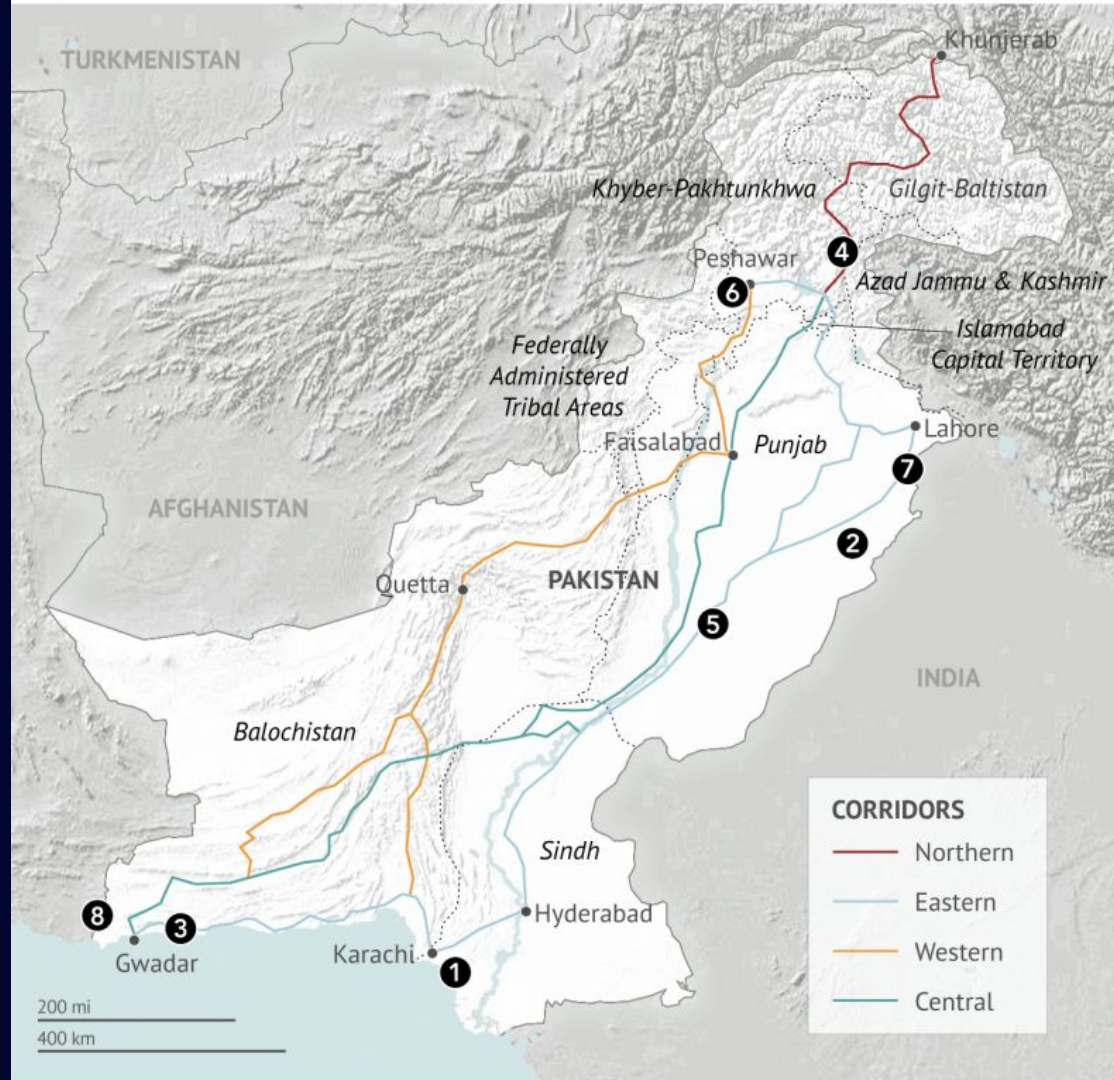 Khunjerab
TURKMENISTAN
Khyber-Pakhtunkhwa
Gilgit-Baltistan
4
Peshawar
6
Azad Jammu & Kashmir
Islamabad
Capital Territory
Federally
Administered
Tribal Areas
Lahore
Faisalabad
Punjab
7
AFGHANISTAN
2
PAKISTAN
Quetta
5
INDIA
Balochistan
CORRIDORS
Northern
Sindh
Eastern
Hyderabad
8
3
Western
Karachi
Gwadar
1
Central
200 mi
400 km